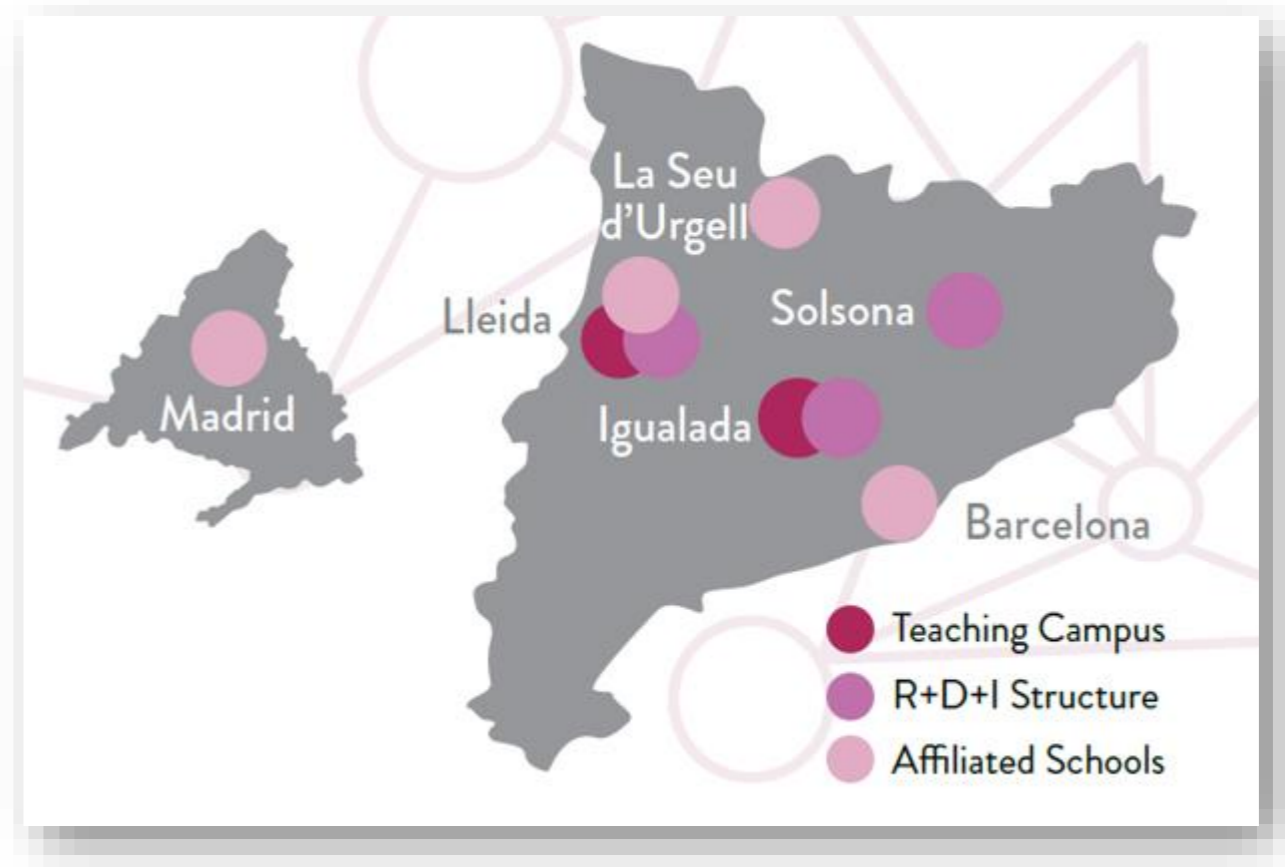 La Seu
d'Urgell
Lleida
Solsona
Madrid
Igualada
Barcelona
Teaching Campus
R+D+I Structure
Affiliated Schools